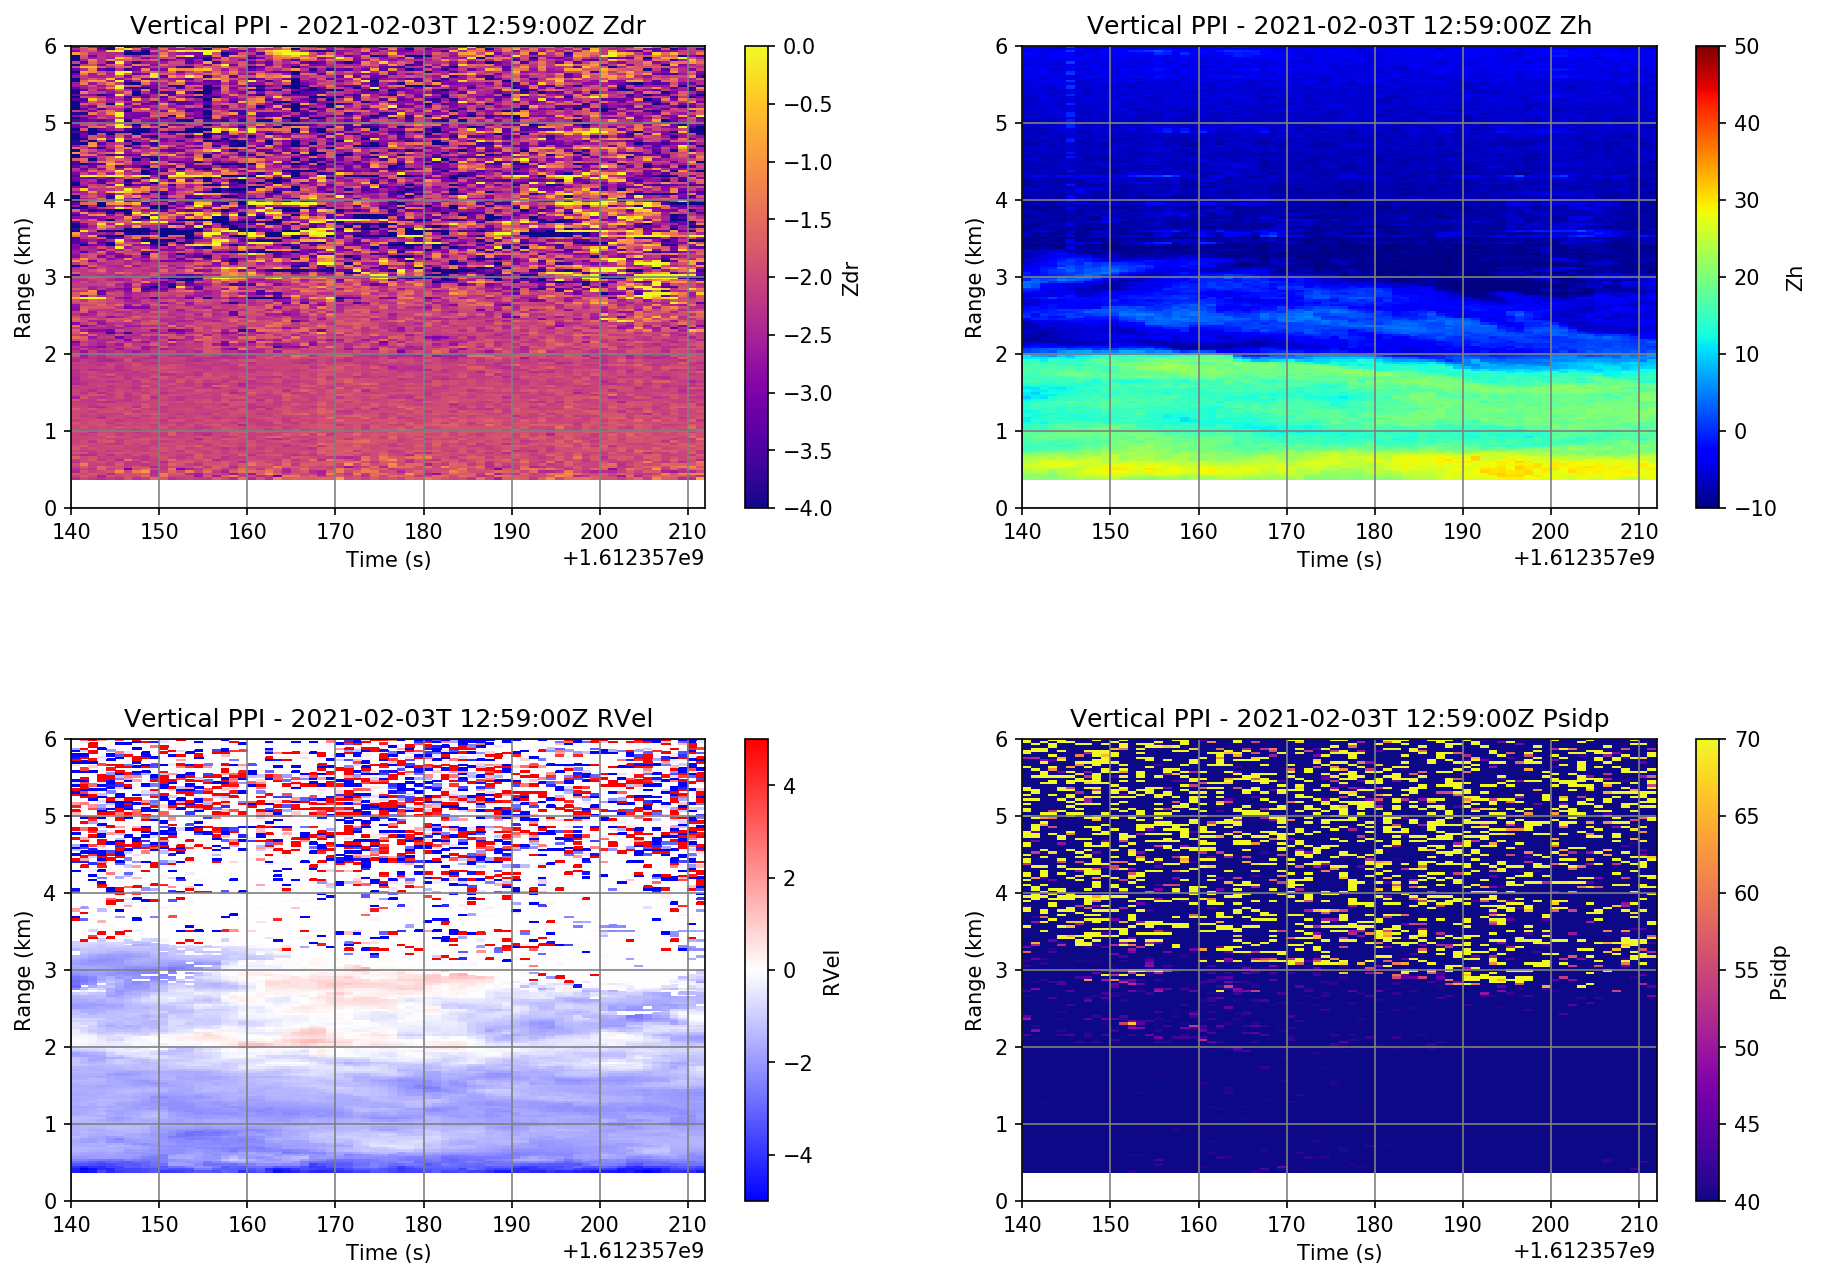 Vertical PPI - 2021-02-03T 12:59:00Z Zdr
6
5
4
3
2
1
0
Range (km)
140 150 160 170 180 190 200 210
Time (s)
+1.612357e9
0.0
−0.5
−1.0
−1.5
−2.0
−2.5
−3.0
−3.5
−4.0
Zdr
Vertical PPI - 2021-02-03T 12:59:00Z Zh
6
5
4
3
2
1
0
Range (km)
140 150 160 170 180 190 200 210
Time (s)
+1.612357e9
50
40
30
20
10
0
−10
Zh
Vertical PPI - 2021-02-03T 12:59:00Z RVel
6
5
4
3
2
1
0
Range (km)
140 150 160 170 180 190 200 210
Time (s)
+1.612357e9
4
2
0
−2
−4
RVel
Vertical PPI - 2021-02-03T 12:59:00Z Psidp
6
5
4
3
2
1
0
Range (km)
140 150 160 170 180 190 200 210
Time (s)
+1.612357e9
70
65
60
55
50
45
40
Psidp